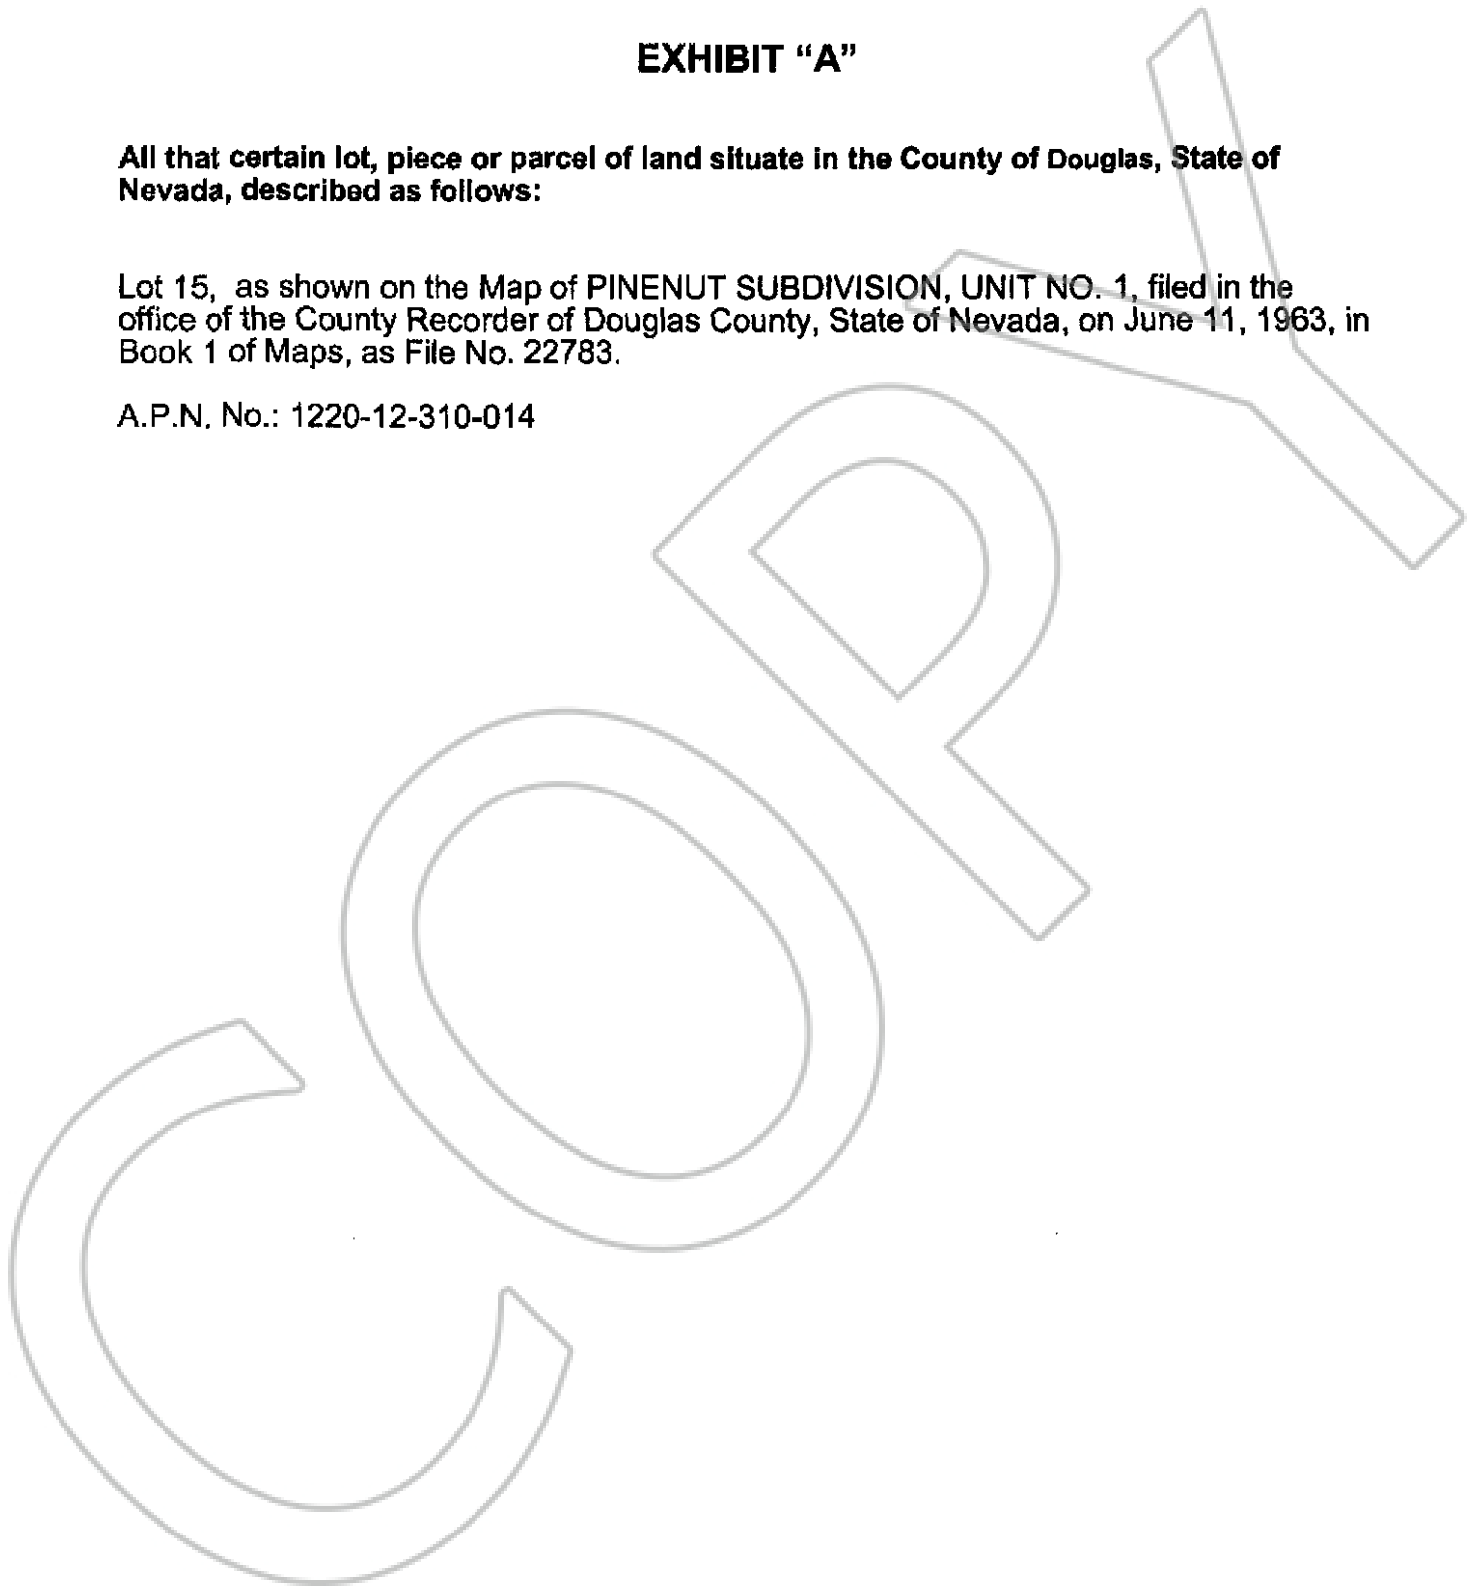 EXHIBIT “A”
All that certain lot, piece or parcel of land situate in the County of Douglas, State of
Nevada, described as follows:
Lot 15, as shown on the Map of PINENUT SUBDIVISION, UNIT NO. 1, filed in the
office of the County Recorder of Douglas County, State of Nevada, on June 11, 1963, in
Book 1 of Maps, as File No. 22783.
A.P.N. No.: 1220-12-310-014
COPY